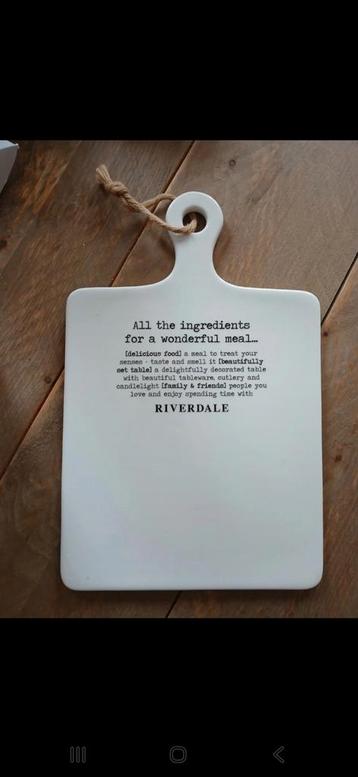 All the ingredients
for a wonderful meal...
[delicious food] a meal to treat your
senses - taste and smell it [beautifully
set table] a delightfully decorated table
with beautiful tableware, cutlery and
candlelight [family & friends] people you
love and enjoy spending time with
RIVERDALE